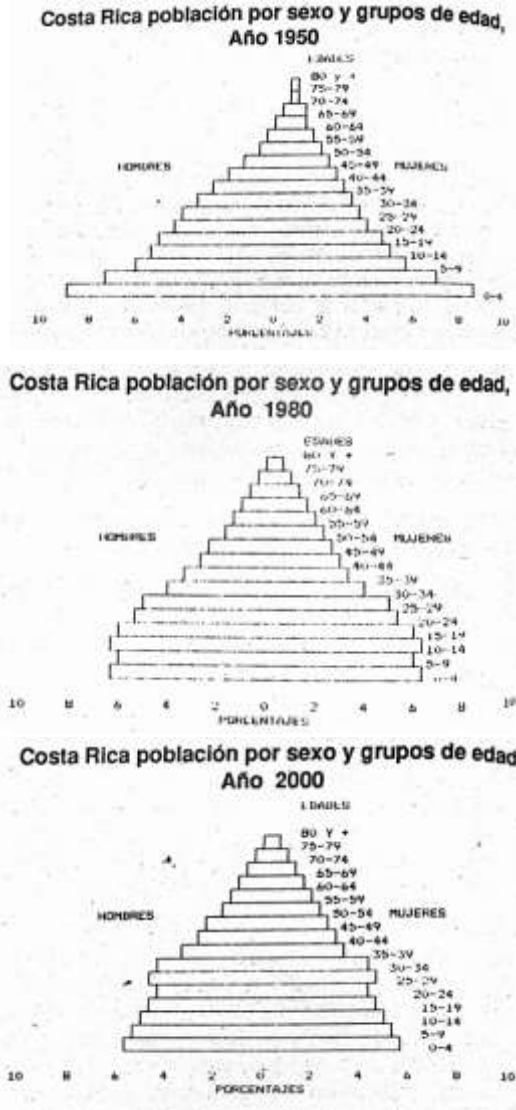 Costa Rica población por sexo y grupos de edad,
Año 1950
EDADES
80 y +
75-79
70-74
65-69
60-64
55-59
50-54
HOMBRES 45-49 MUJERES
40-44
35-39
30-34
25-29
20-24
15-19
10-14
5-9
0-4
10 8 6 4 2 0 2 4 6 8 10
PORCENTAJES
Costa Rica población por sexo y grupos de edad,
Año 1980
EDADES
80 Y +
75-79
70-74
65-69
60-64
55-59
HOMBRES 50-54 MUJERES
45-49
40-44
35-39
30-34
25-29
20-24
15-19
10-14
5-9
10 8 6 4 2 0 2 4 6 8 10
PORCENTAJES
Costa Rica población por sexo y grupos de edad
Año 2000
EDADES
80 Y +
75-79
70-74
65-69
60-64
55-59
HOMBRES 50-54 MUJERES
45-49
40-44
35-39
30-34
25-29
20-24
15-19
10-14
5-9
0-4
10 8 6 4 2 0 2 4 6 8 10
PORCENTAJES